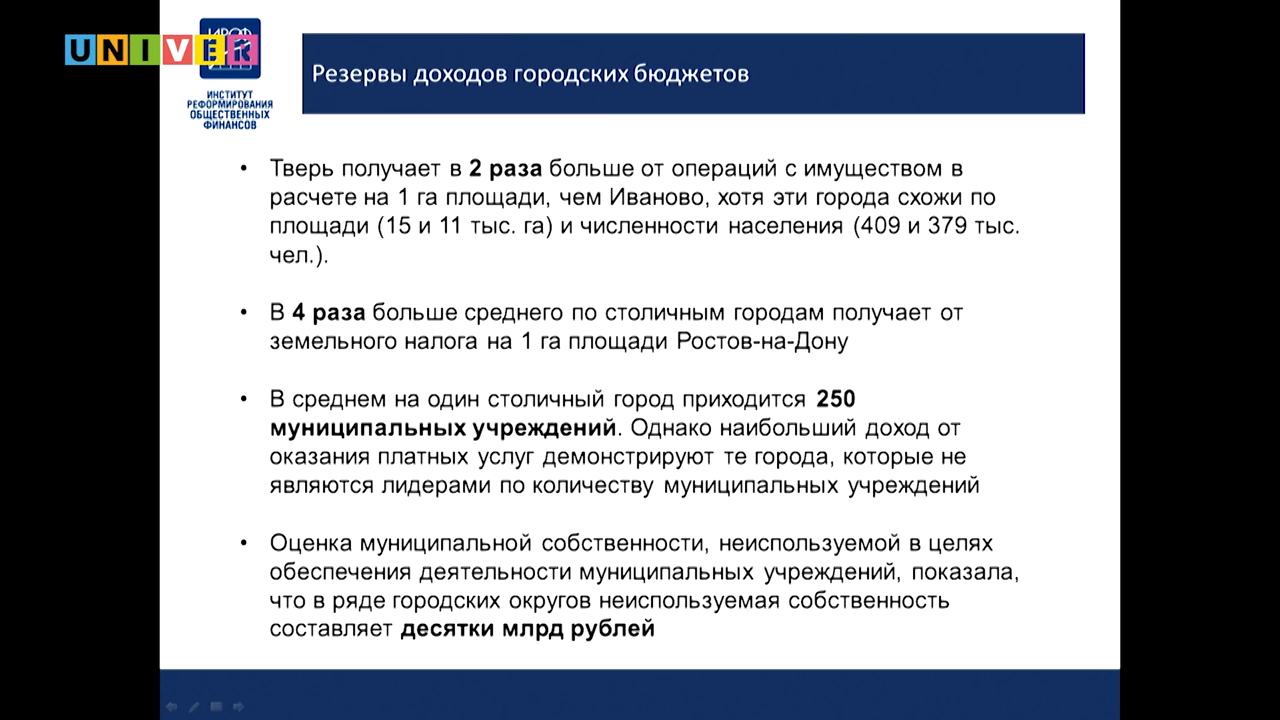 UNIVER
ИНСТИТУТ
РЕФОРМИРОВАНИЯ
ОБЩЕСТВЕННЫХ
ФИНАНСОВ
Резервы доходов городских бюджетов
• Тверь получает в 2 раза больше от операций с имуществом в
расчете на 1 га площади, чем Иваново, хотя эти города схожи по
площади (15 и 11 тыс. га) и численности населения (409 и 379 тыс.
чел.).
• В 4 раза больше среднего по столичным городам получает от
земельного налога на 1 га площади Ростов-на-Дону
• В среднем на один столичный город приходится 250
муниципальных учреждений. Однако наибольший доход от
оказания платных услуг демонстрируют те города, которые не
являются лидерами по количеству муниципальных учреждений
• Оценка муниципальной собственности, неиспользуемой в целях
обеспечения деятельности муниципальных учреждений, показала,
что в ряде городских округов неиспользуемая собственность
составляет десятки млрд рублей